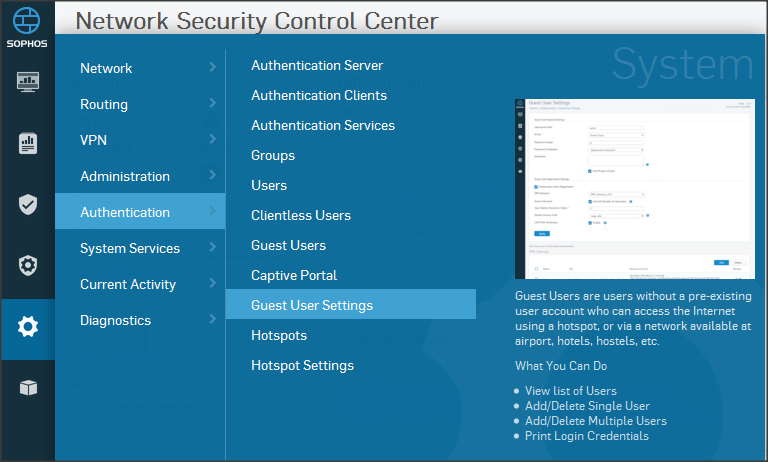 SOPHOS
Network Security Control Center
System
Network
Routing
VPN
Administration
Authentication
System Services
Current Activity
Diagnostics
Authentication Server
Authentication Clients
Authentication Services
Groups
Users
Clientless Users
Guest Users
Captive Portal
Guest User Settings
Hotspots
Hotspot Settings
Guest User Settings
Guest Users are users without a pre-existing
user account who can access the Internet
using a hotspot, or via a network available at
airport, hotels, hostels, etc.
What You Can Do
View list of Users
Add/Delete Single User
Add/Delete Multiple Users
Print Login Credentials